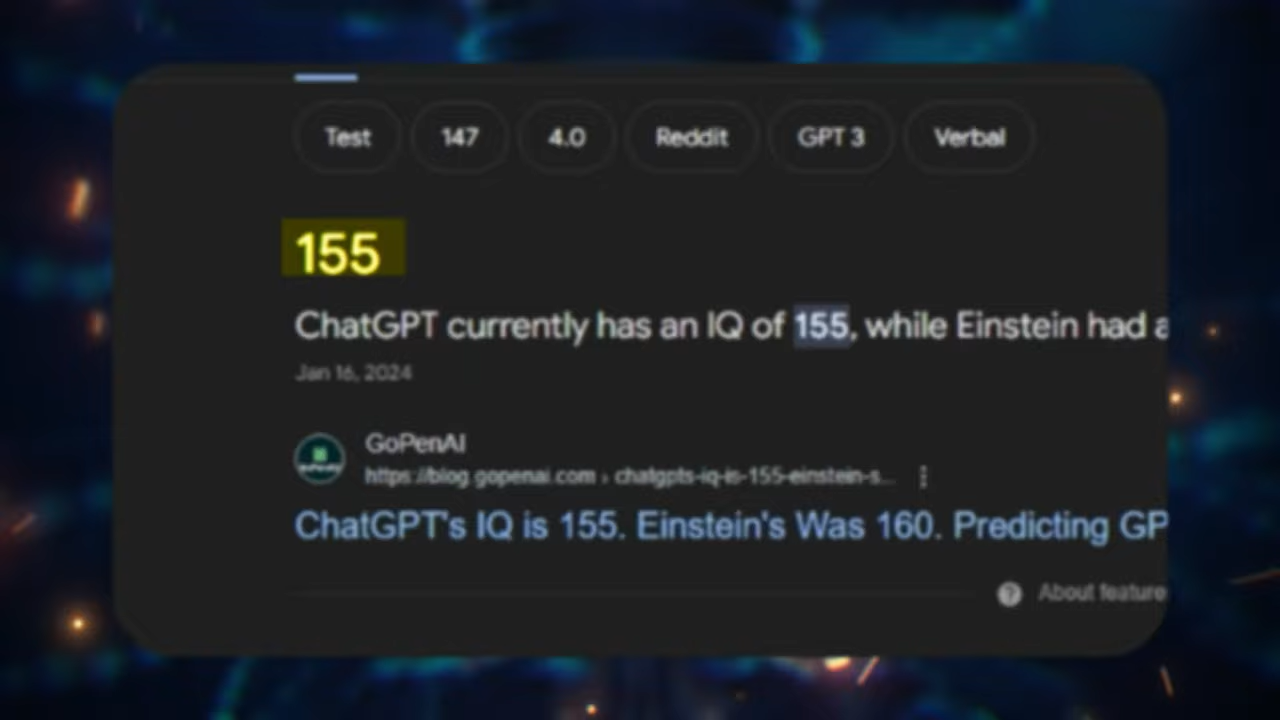 Test 147 4.0 Reddit GPT 3 Verbal
155
ChatGPT currently has an IQ of 155, while Einstein had a
Jan 16, 2024
GoPenAI
https://blog.gopenai.com › chatgpts-iq-is-155-einstein-s...
ChatGPT's IQ is 155. Einstein's Was 160. Predicting GP
About feature